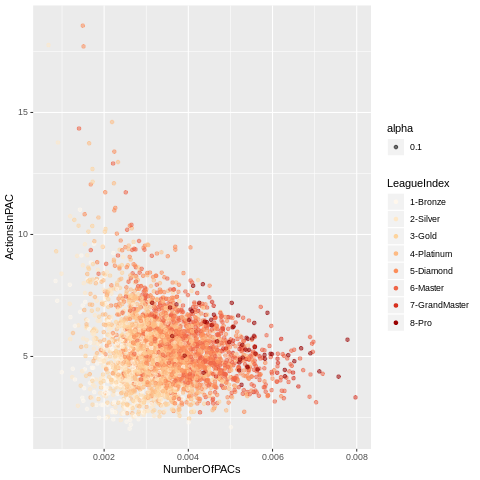 15
10
5
ActionsInPAC
0.002
0.004
0.006
0.008
NumberOfPACs
alpha
0.1
LeagueIndex
1-Bronze
2-Silver
3-Gold
4-Platinum
5-Diamond
6-Master
7-GrandMaster
8-Pro